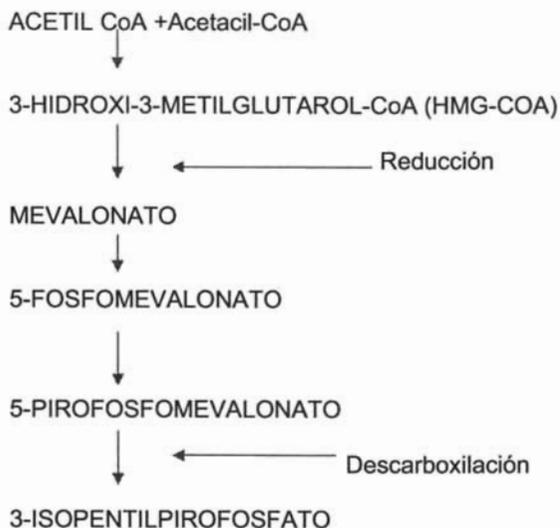 ACETIL CoA +Acetacil-CoA
3-HIDROXI-3-METILGLUTAROL-CoA (HMG-COA)
Reducción
MEVALONATO
5-FOSFOMEVALONATO
5-PIROFOSFOMEVALONATO
Descarboxilación
3-ISOPENTILPIROFOSFATO